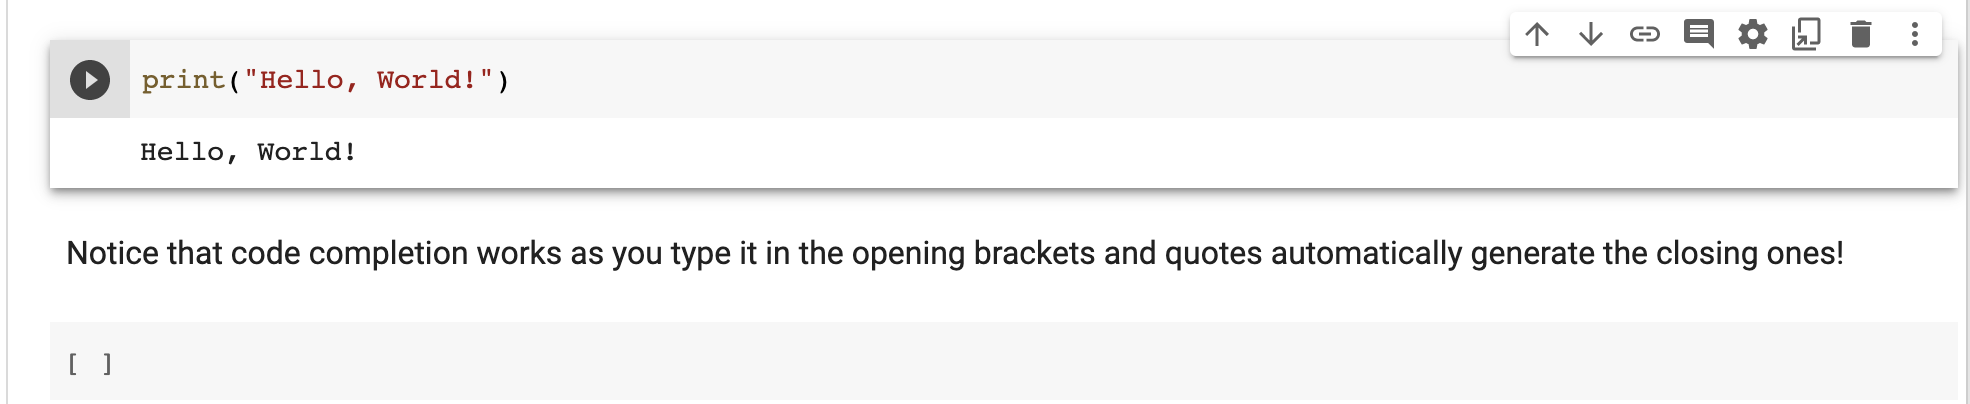 print("Hello, World!")
Hello, World!
Notice that code completion works as you type it in the opening brackets and quotes automatically generate the closing ones!
[ ]